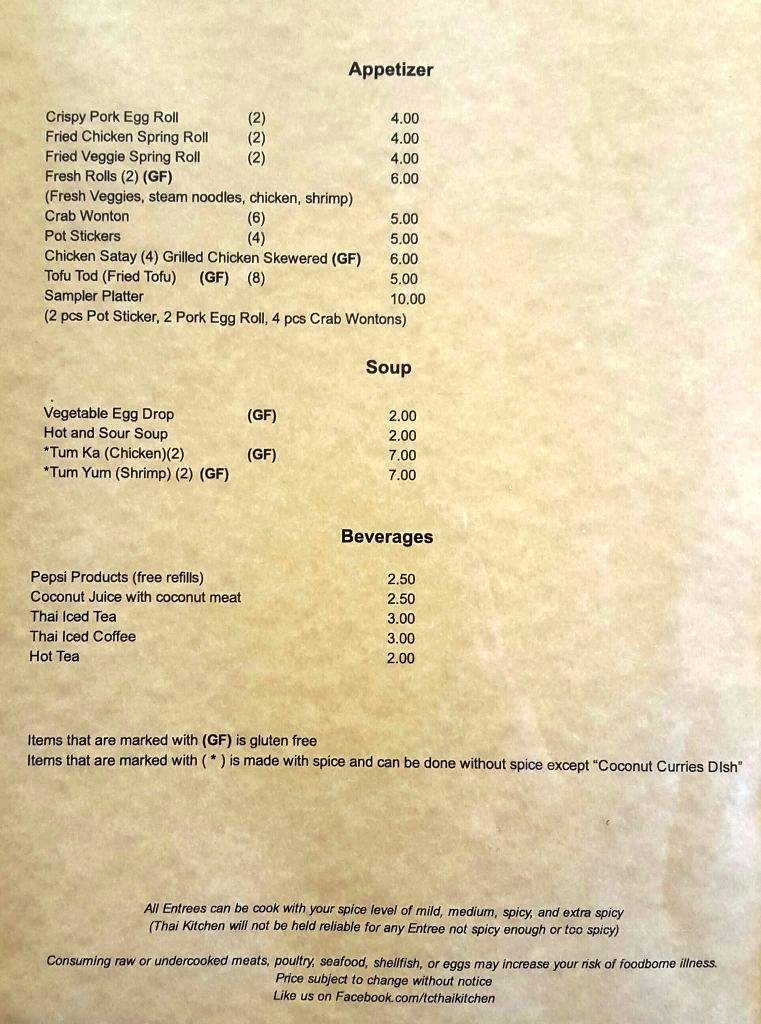 Appetizer
Crispy Pork Egg Roll (2) 4.00
Fried Chicken Spring Roll (2) 4.00
Fried Veggie Spring Roll (2) 4.00
Fresh Rolls (2) (GF) 6.00
(Fresh Veggies, steam noodles, chicken, shrimp)
Crab Wonton (6) 5.00
Pot Stickers (4) 5.00
Chicken Satay (4) Grilled Chicken Skewered (GF) 6.00
Tofu Tod (Fried Tofu) (GF) (8) 5.00
Sampler Platter 10.00
(2 pcs Pot Sticker, 2 Pork Egg Roll, 4 pcs Crab Wontons)
Soup
Vegetable Egg Drop (GF) 2.00
Hot and Sour Soup 2.00
*Tum Ka (Chicken)(2) (GF) 7.00
*Tum Yum (Shrimp) (2) (GF) 7.00
Beverages
Pepsi Products (free refills) 2.50
Coconut Juice with coconut meat 2.50
Thai Iced Tea 3.00
Thai Iced Coffee 3.00
Hot Tea 2.00
Items that are marked with (GF) is gluten free
Items that are marked with ( * ) is made with spice and can be done without spice except “Coconut Curries DIsh”
All Entrees can be cook with your spice level of mild, medium, spicy, and extra spicy
(Thai Kitchen will not be held reliable for any Entree not spicy enough or too spicy)
Consuming raw or undercooked meats, poultry, seafood, shellfish, or eggs may increase your risk of foodborne illness.
Price subject to change without notice
Like us on Facebook.com/tcthaikitchen